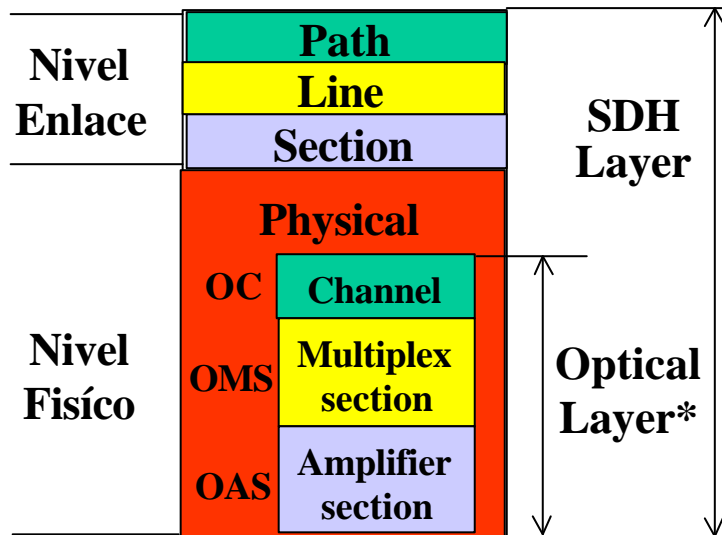 Path
Nivel
Enlace
Line
Section
SDH
Layer
Physical
OC
Channel
Nivel
Fisíco
OMS
Multiplex
section
Optical
Layer*
OAS
Amplifier
section